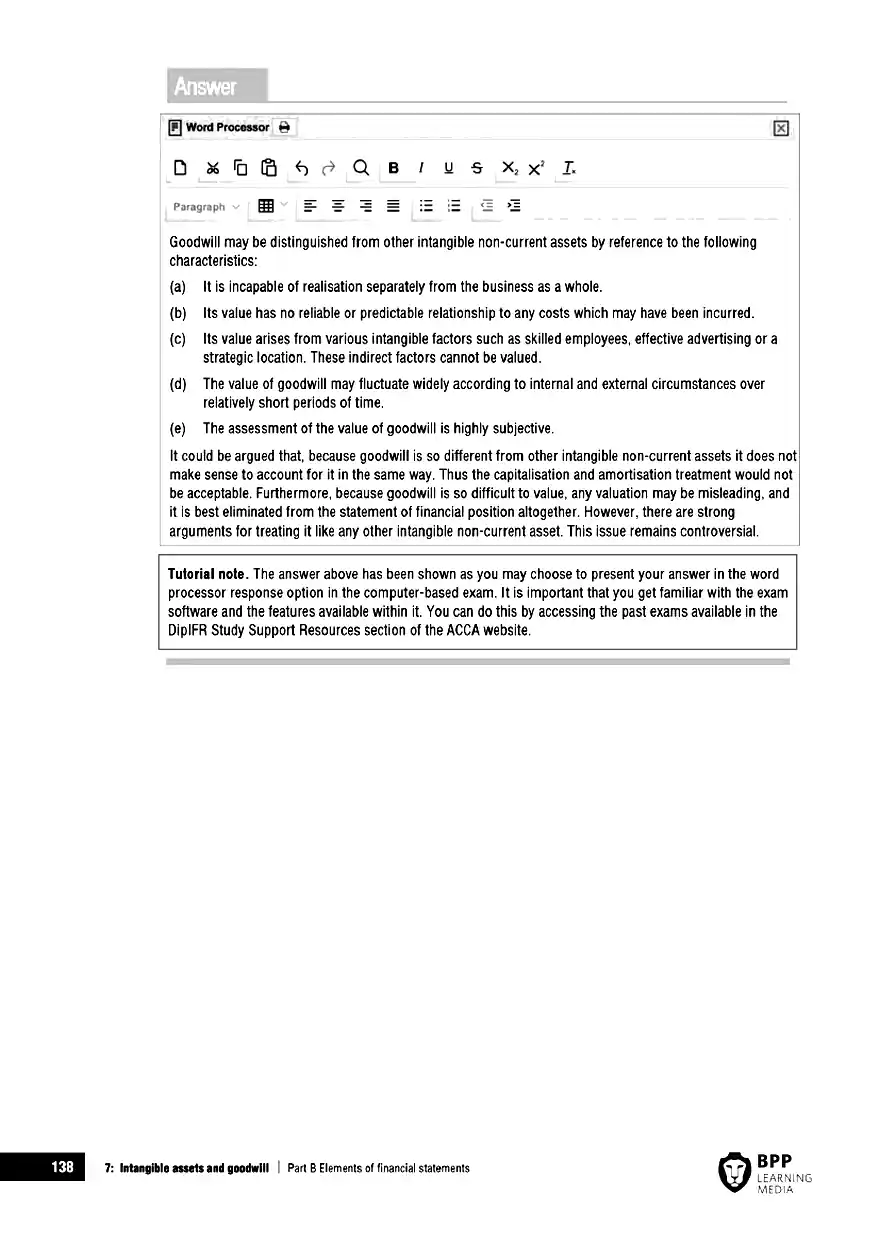 Answer
Word Processor
B I U S X₂ X² Tₓ
Paragraph
Goodwill may be distinguished from other intangible non-current assets by reference to the following
characteristics:
(a) It is incapable of realisation separately from the business as a whole.
(b) Its value has no reliable or predictable relationship to any costs which may have been incurred.
(c) Its value arises from various intangible factors such as skilled employees, effective advertising or a
strategic location. These indirect factors cannot be valued.
(d) The value of goodwill may fluctuate widely according to internal and external circumstances over
relatively short periods of time.
(e) The assessment of the value of goodwill is highly subjective.
It could be argued that, because goodwill is so different from other intangible non-current assets it does not
make sense to account for it in the same way. Thus the capitalisation and amortisation treatment would not
be acceptable. Furthermore, because goodwill is so difficult to value, any valuation may be misleading, and
it is best eliminated from the statement of financial position altogether. However, there are strong
arguments for treating it like any other intangible non-current asset. This issue remains controversial.
Tutorial note. The answer above has been shown as you may choose to present your answer in the word
processor response option in the computer-based exam. It is important that you get familiar with the exam
software and the features available within it. You can do this by accessing the past exams available in the
DipIFR Study Support Resources section of the ACCA website.
138 7: Intangible assets and goodwill | Part B Elements of financial statements
BPP
LEARNING
MEDIA